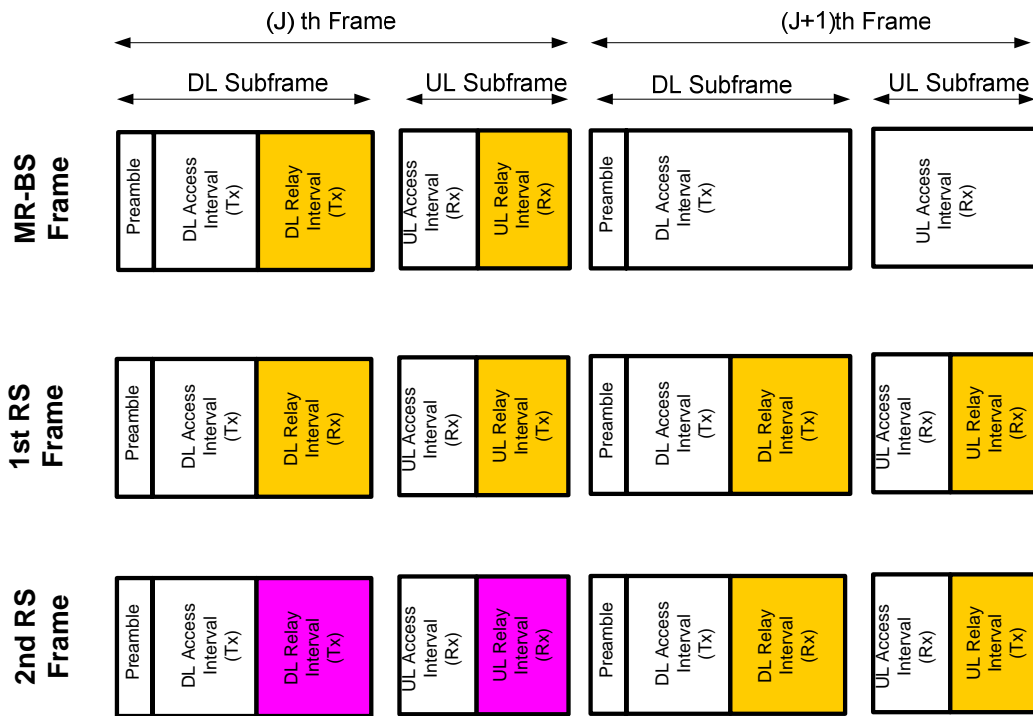 (J) th Frame
(J+1)th Frame
DL Subframe
UL Subframe
DL Subframe
UL Subframe
MR-BS
Frame
Preamble
DL Access
Interval
(Tx)
DL Relay
Interval
(Tx)
UL Access
Interval
(Rx)
UL Relay
Interval
(Rx)
Preamble
DL Access
Interval
(Tx)
UL Access
Interval
(Rx)
1st RS
Frame
Preamble
DL Access
Interval
(Tx)
DL Relay
Interval
(Rx)
UL Access
Interval
(Rx)
UL Relay
Interval
(Tx)
Preamble
DL Access
Interval
(Tx)
DL Relay
Interval
(Tx)
UL Access
Interval
(Rx)
UL Relay
Interval
(Rx)
2nd RS
Frame
Preamble
DL Access
Interval
(Tx)
DL Relay
Interval
(Tx)
UL Access
Interval
(Rx)
UL Relay
Interval
(Rx)
Preamble
DL Access
Interval
(Tx)
DL Relay
Interval
(Rx)
UL Access
Interval
(Rx)
UL Relay
Interval
(Tx)